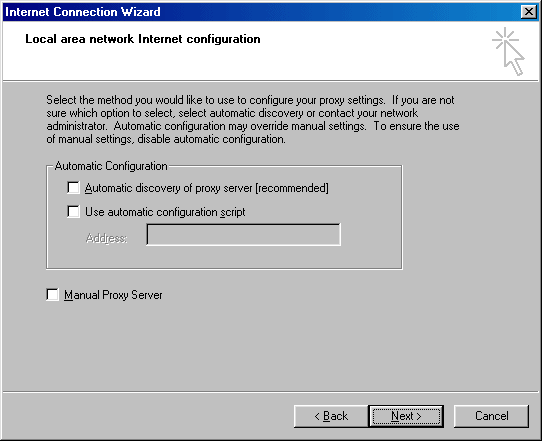 Internet Connection Wizard
Local area network Internet configuration
Select the method you would like to use to configure your proxy settings.  If you are not
sure which option to select, select automatic discovery or contact your network
administrator.  Automatic configuration may override manual settings.  To ensure the use
of manual settings, disable automatic configuration.
Automatic Configuration
Automatic discovery of proxy server [recommended]
Use automatic configuration script
Address:
Manual Proxy Server
< Back
Next >
Cancel